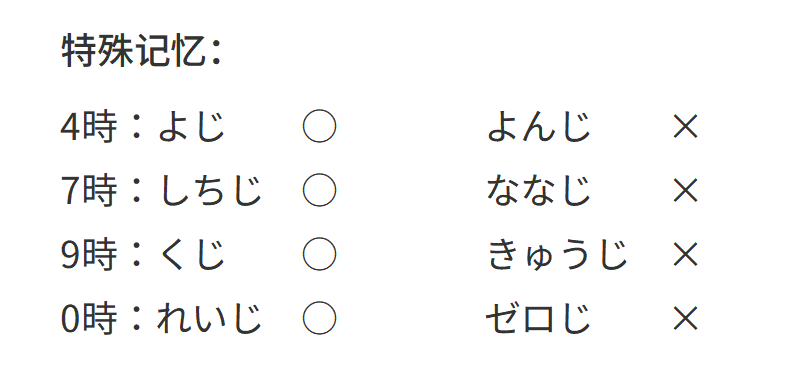 特殊记忆：
4時：よじ ○ よんじ ×
7時：しちじ ○ ななじ ×
9時：くじ ○ きゅうじ ×
0時：れいじ ○ ゼロじ ×